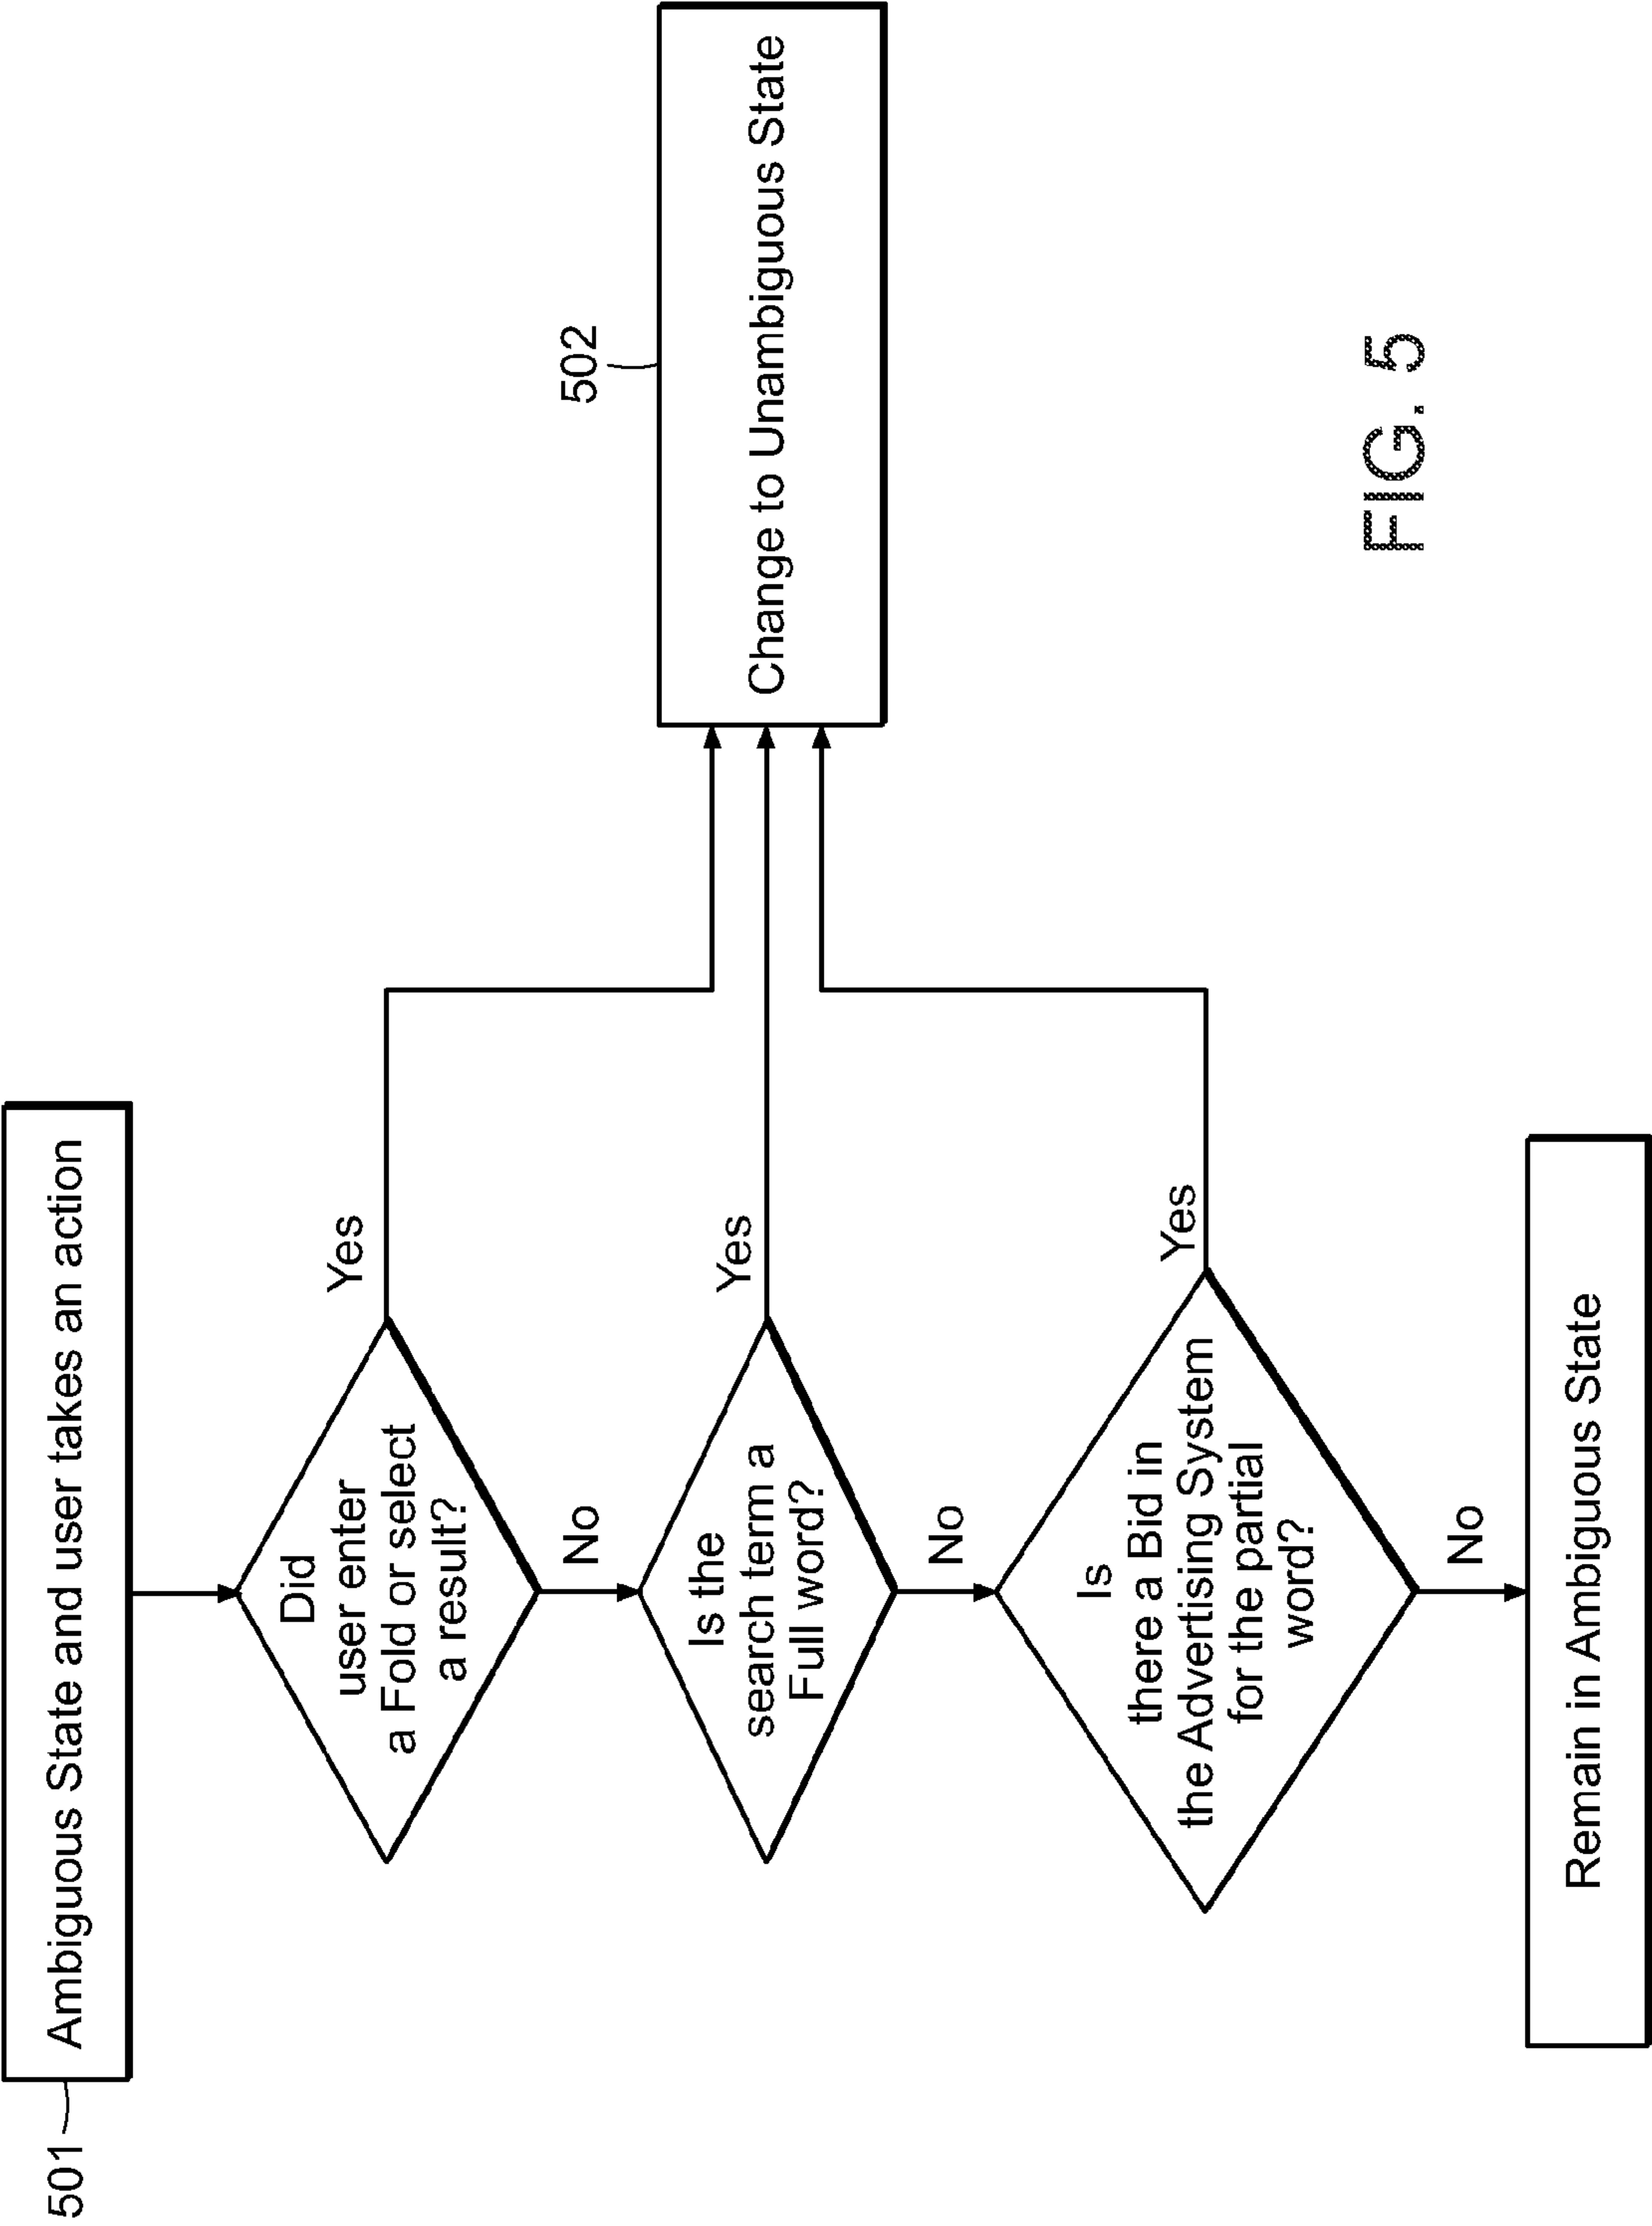 501
Ambiguous State and user takes an action
Did
user enter
a Fold or select
a result?
Yes
No
Is the
search term a
Full word?
Yes
No
Is
there a Bid in
the Advertising System
for the partial
word?
Yes
No
Remain in Ambiguous State
502
Change to Unambiguous State
FIG. 5